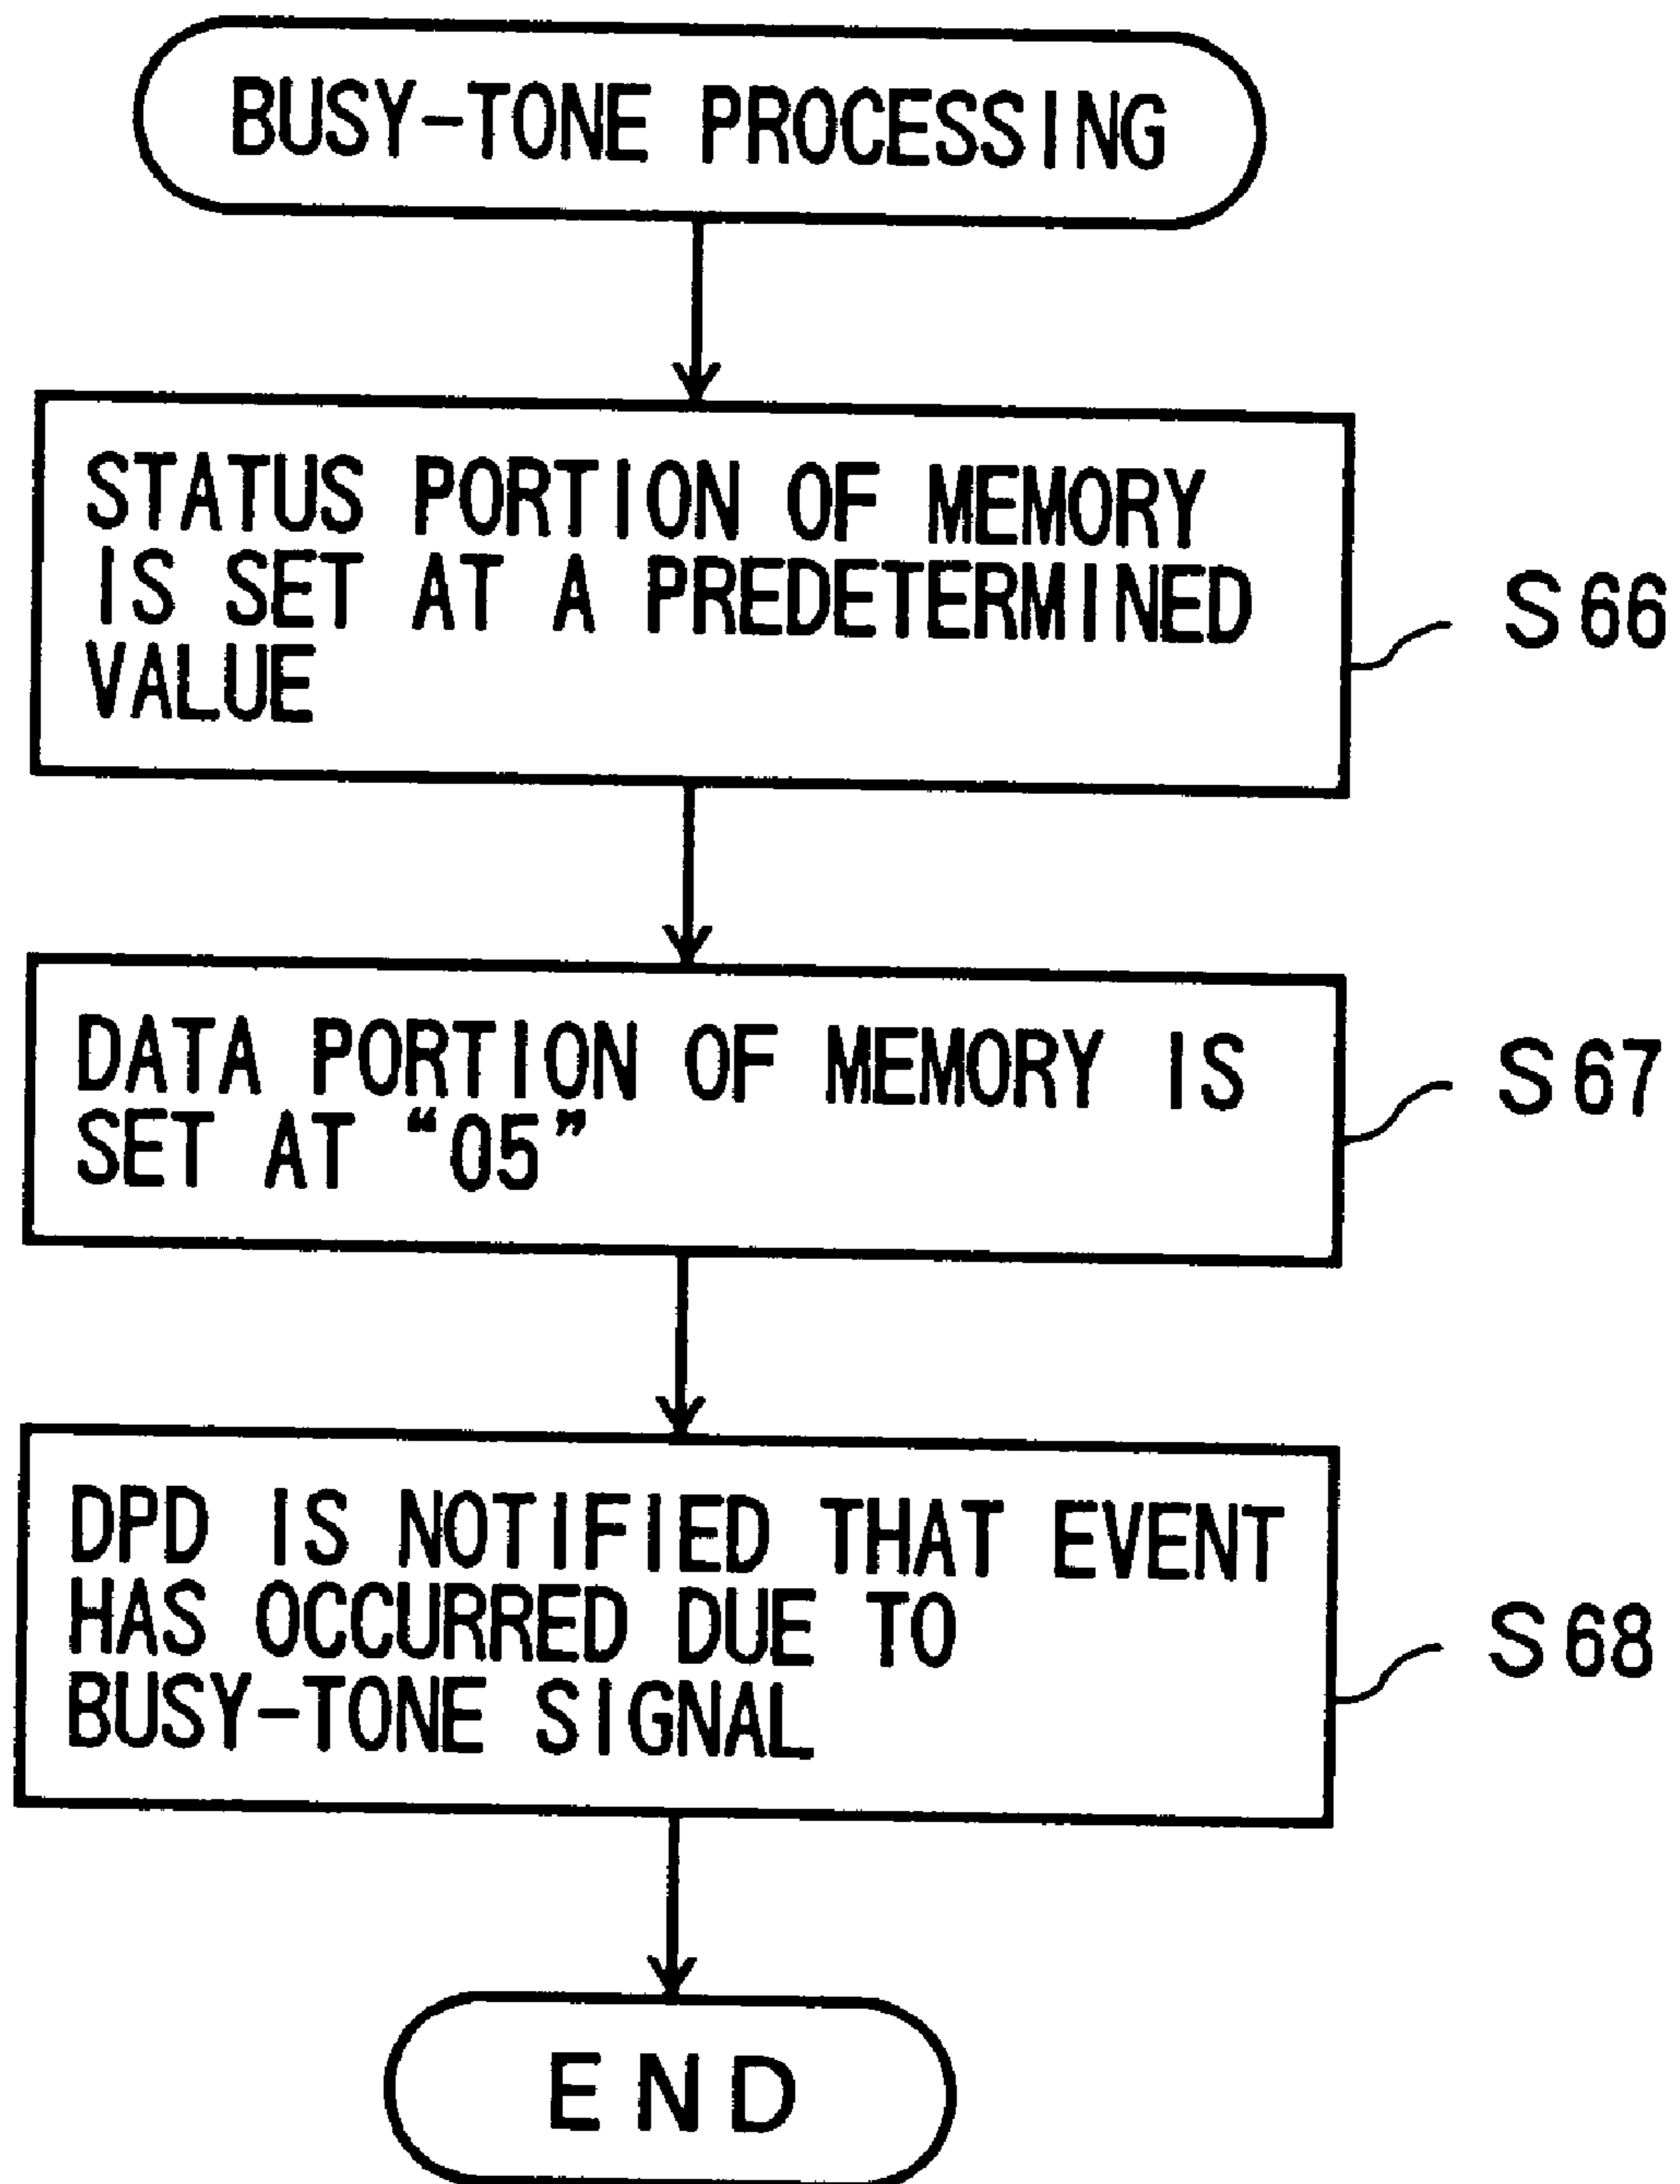 BUSY-TONE PROCESSING
STATUS PORTION OF MEMORY
IS SET AT A PREDETERMINED
VALUE
S66
DATA PORTION OF MEMORY IS
SET AT “05”
S67
DPD IS NOTIFIED THAT EVENT
HAS OCCURRED DUE TO
BUSY-TONE SIGNAL
S68
END